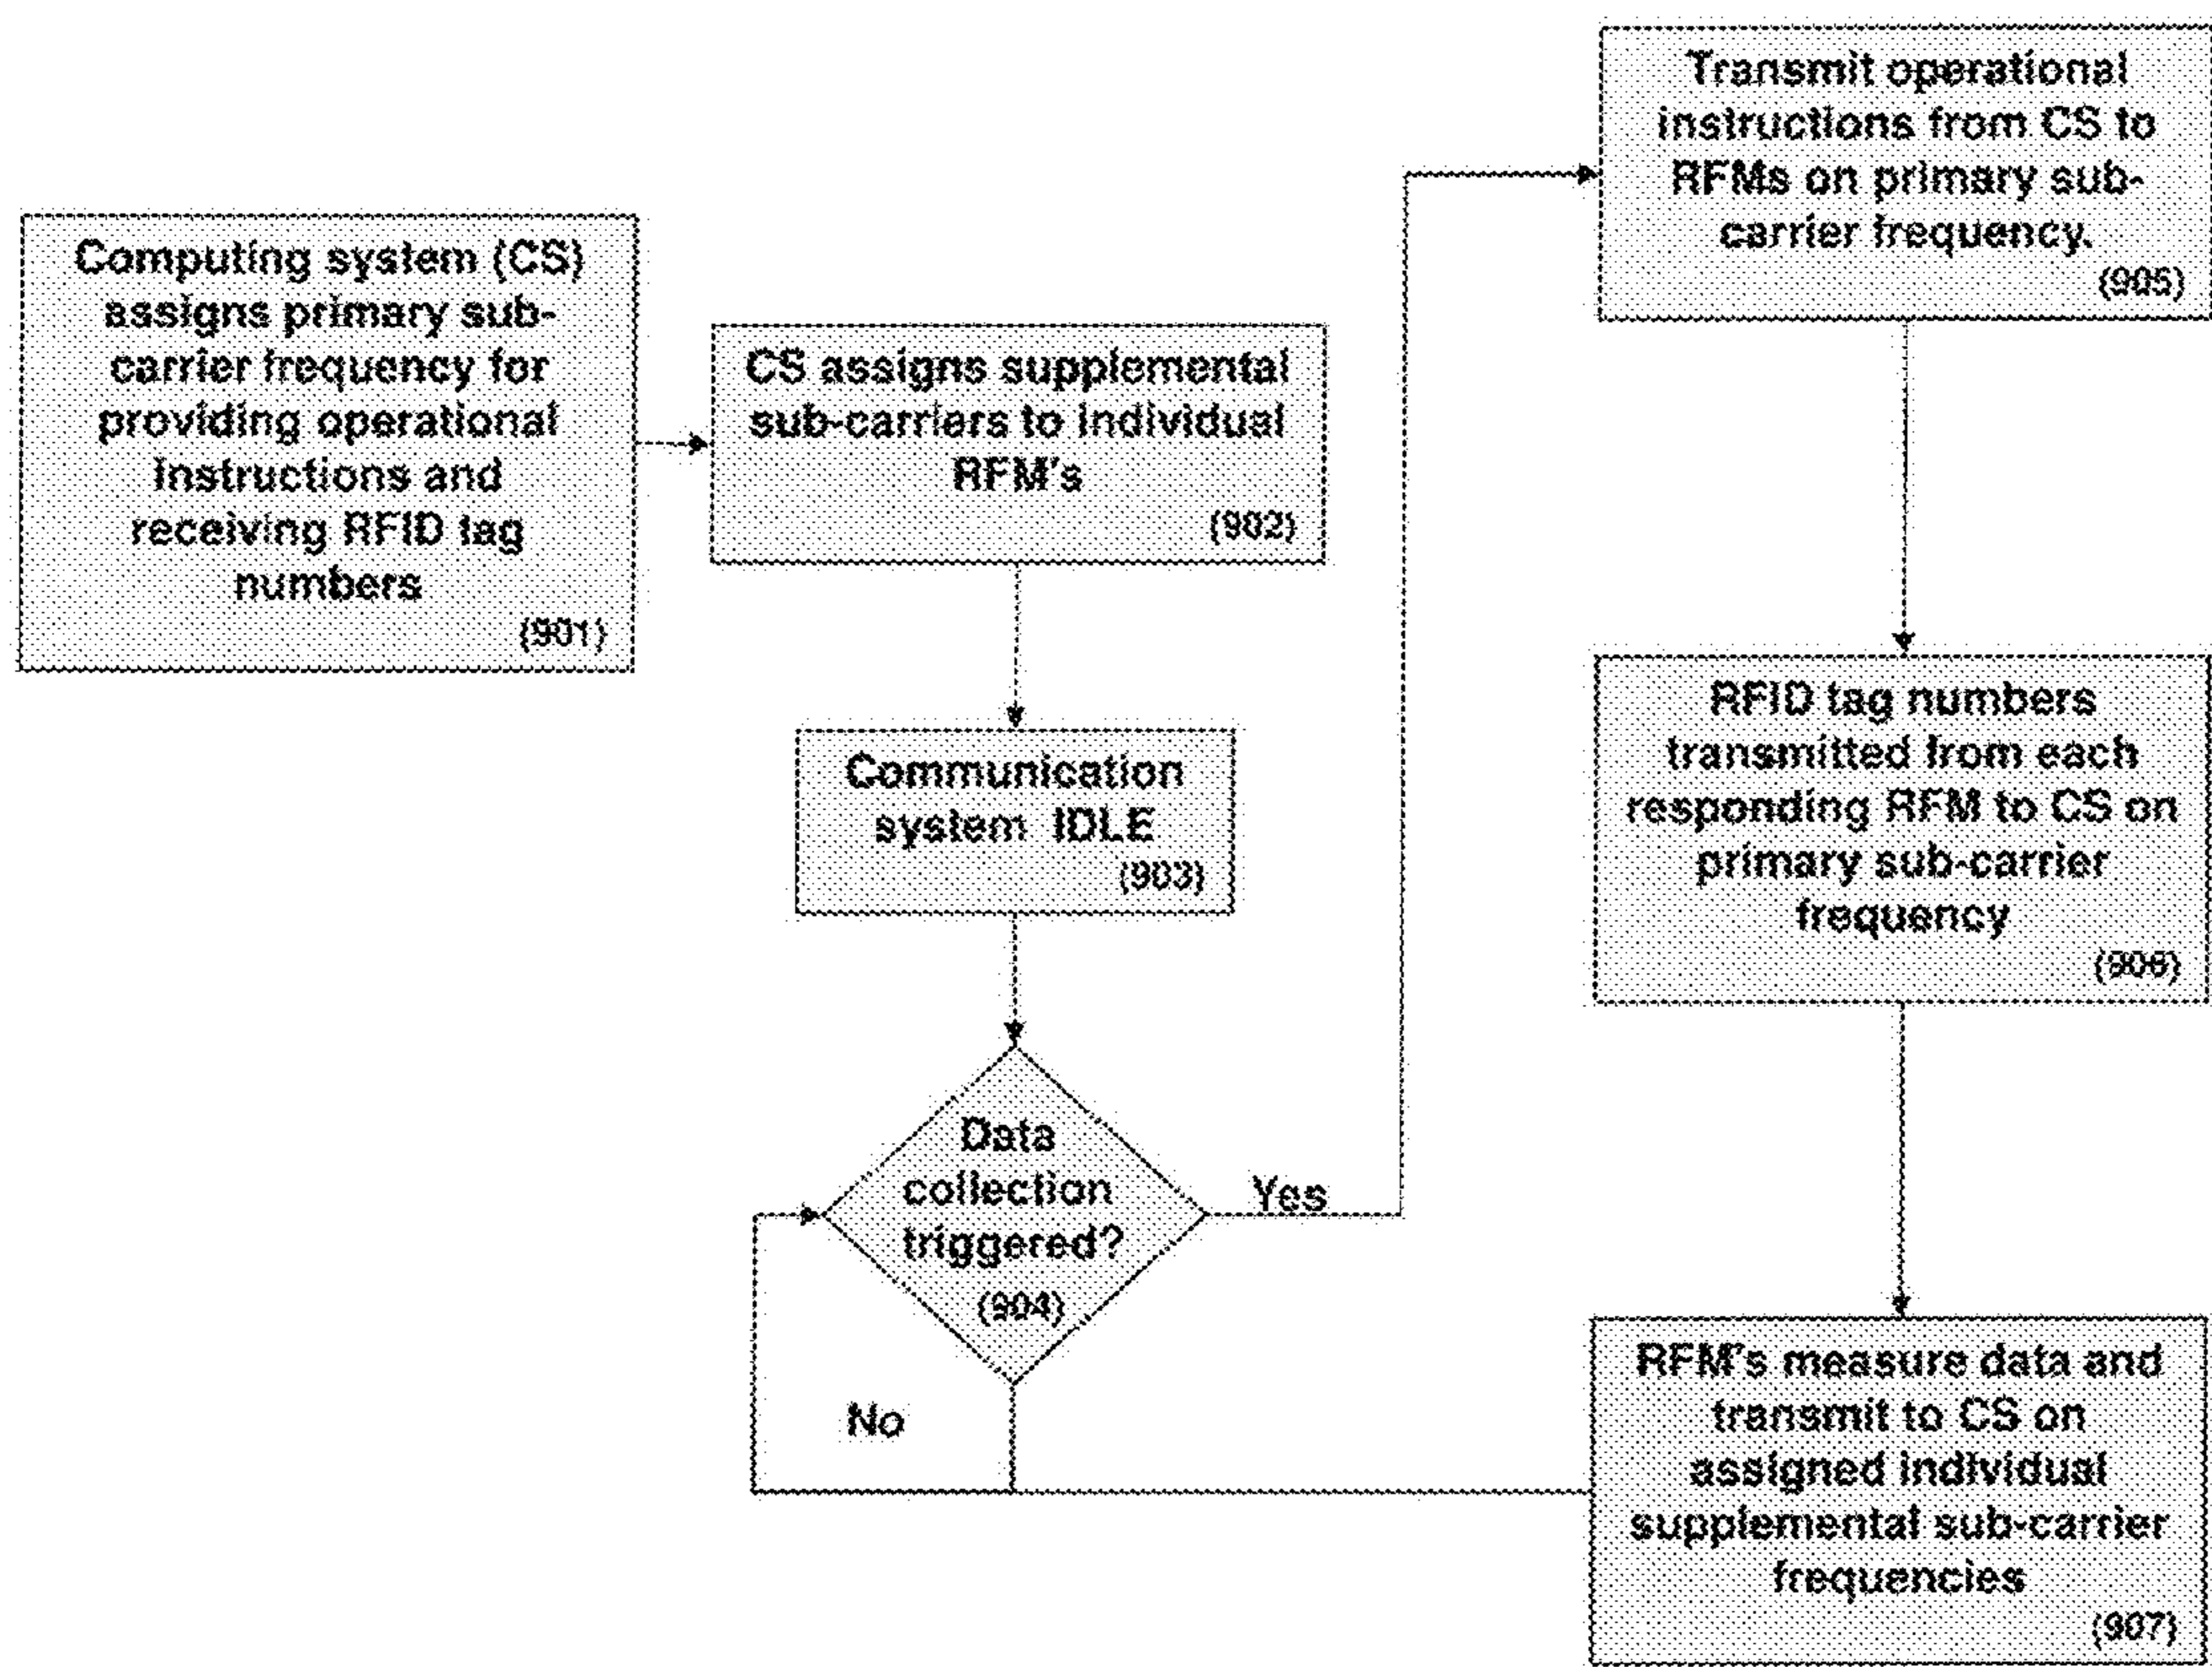 Computing system (CS)
assigns primary sub-
carrier frequency for
providing operational
instructions and
receiving RFID tag
numbers
(901)
CS assigns supplemental
sub-carriers to individual
RFM's
(902)
Communication
system IDLE
(903)
Data
collection
triggered?
(904)
Yes
No
Transmit operational
instructions from CS to
RFMs on primary sub-
carrier frequency.
(905)
RFID tag numbers
transmitted from each
responding RFM to CS on
primary sub-carrier
frequency
(906)
RFM's measure data and
transmit to CS on
assigned individual
supplemental sub-carrier
frequencies
(907)